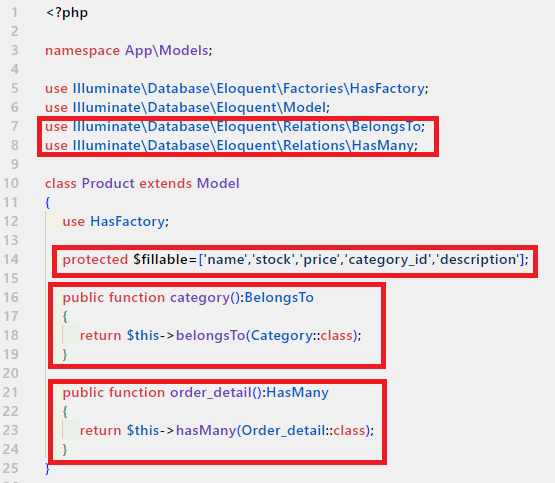 1 <?php
2
3 namespace App\Models;
4
5 use Illuminate\Database\Eloquent\Factories\HasFactory;
6 use Illuminate\Database\Eloquent\Model;
7 use Illuminate\Database\Eloquent\Relations\BelongsTo;
8 use Illuminate\Database\Eloquent\Relations\HasMany;
9
10 class Product extends Model
11 {
12     use HasFactory;
13
14     protected $fillable=['name','stock','price','category_id','description'];
15
16     public function category():BelongsTo
17     {
18         return $this->belongsTo(Category::class);
19     }
20
21     public function order_detail():HasMany
22     {
23         return $this->hasMany(Order_detail::class);
24     }
25 }